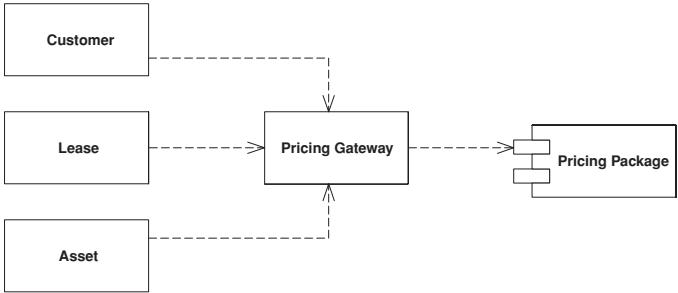 Customer
Lease
Pricing Gateway
Pricing Package
Asset